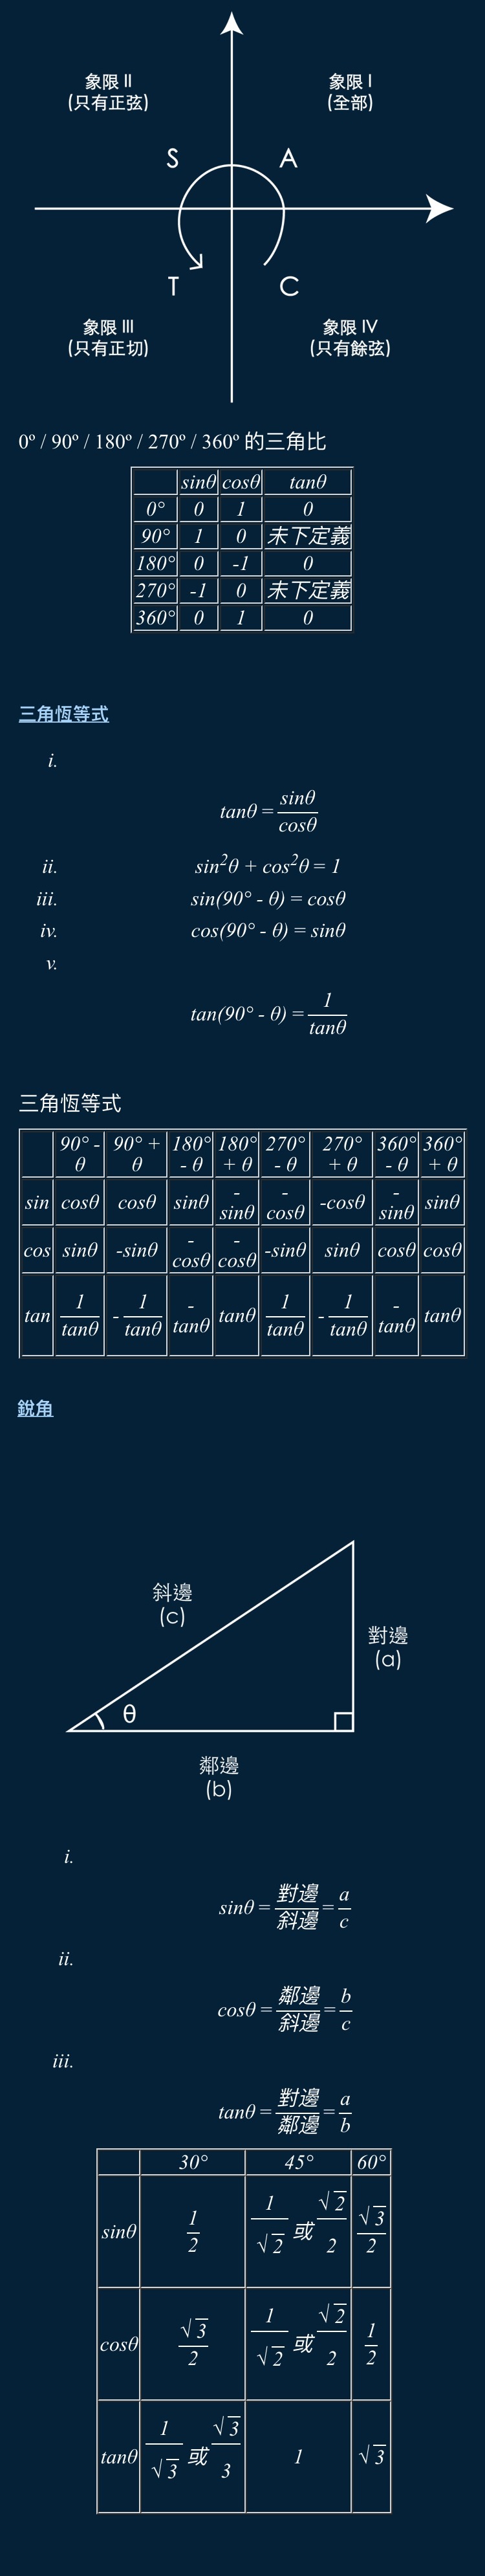 象限 II
(只有正弦)
象限 I
(全部)
S
A
T
C
象限 III
(只有正切)
象限 IV
(只有餘弦)
0º / 90º / 180º / 270º / 360º 的三角比
sinθ cosθ tanθ
0° 0 1 0
90° 1 0 未下定義
180° 0 -1 0
270° -1 0 未下定義
360° 0 1 0
三角恆等式
i.
tanθ = sinθ/cosθ
ii. sin²θ + cos²θ = 1
iii. sin(90° - θ) = cosθ
iv. cos(90° - θ) = sinθ
v.
tan(90° - θ) = 1/tanθ
三角恆等式
90° - θ 90° + θ 180° - θ 180° + θ 270° - θ 270° + θ 360° - θ 360° + θ
sin cosθ cosθ sinθ -sinθ -cosθ -cosθ -sinθ sinθ
cos sinθ -sinθ -cosθ -cosθ -sinθ sinθ cosθ cosθ
tan 1/tanθ -1/tanθ -tanθ tanθ 1/tanθ -1/tanθ -tanθ tanθ
銳角
斜邊
(c)
對邊
(a)
θ
鄰邊
(b)
i.
sinθ = 對邊/斜邊 = a/c
ii.
cosθ = 鄰邊/斜邊 = b/c
iii.
tanθ = 對邊/鄰邊 = a/b
30° 45° 60°
sinθ 1/2 1/√2 或 √2/2 √3/2
cosθ √3/2 1/√2 或 √2/2 1/2
tanθ 1/√3 或 √3/3 1 √3